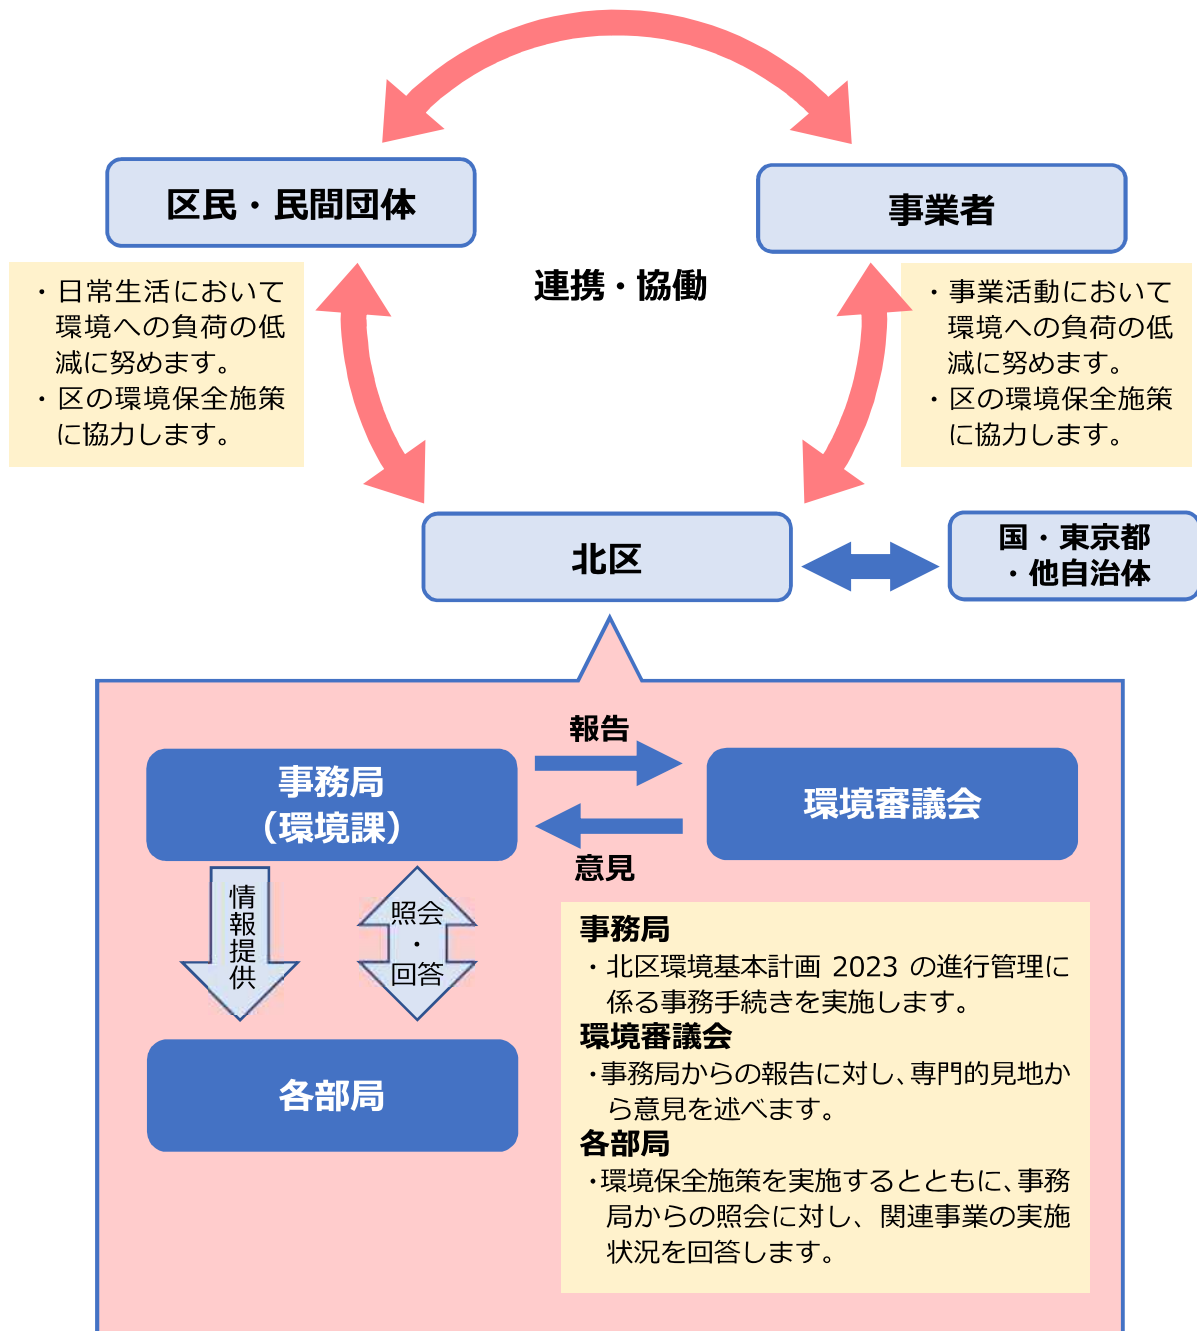 区民・民間団体
事業者
連携・協働
・日常生活において
環境への負荷の低
減に努めます。
・区の環境保全施策
に協力します。
・事業活動において
環境への負荷の低
減に努めます。
・区の環境保全施策
に協力します。
北区
国・東京都
・他自治体
報告
事務局
（環境課）
環境審議会
意見
情報提供
照会
・
回答
各部局
事務局
・北区環境基本計画 2023 の進行管理に
係る事務手続きを実施します。
環境審議会
・事務局からの報告に対し、専門的見地か
ら意見を述べます。
各部局
・環境保全施策を実施するとともに、事務
局からの照会に対し、関連事業の実施
状況を回答します。